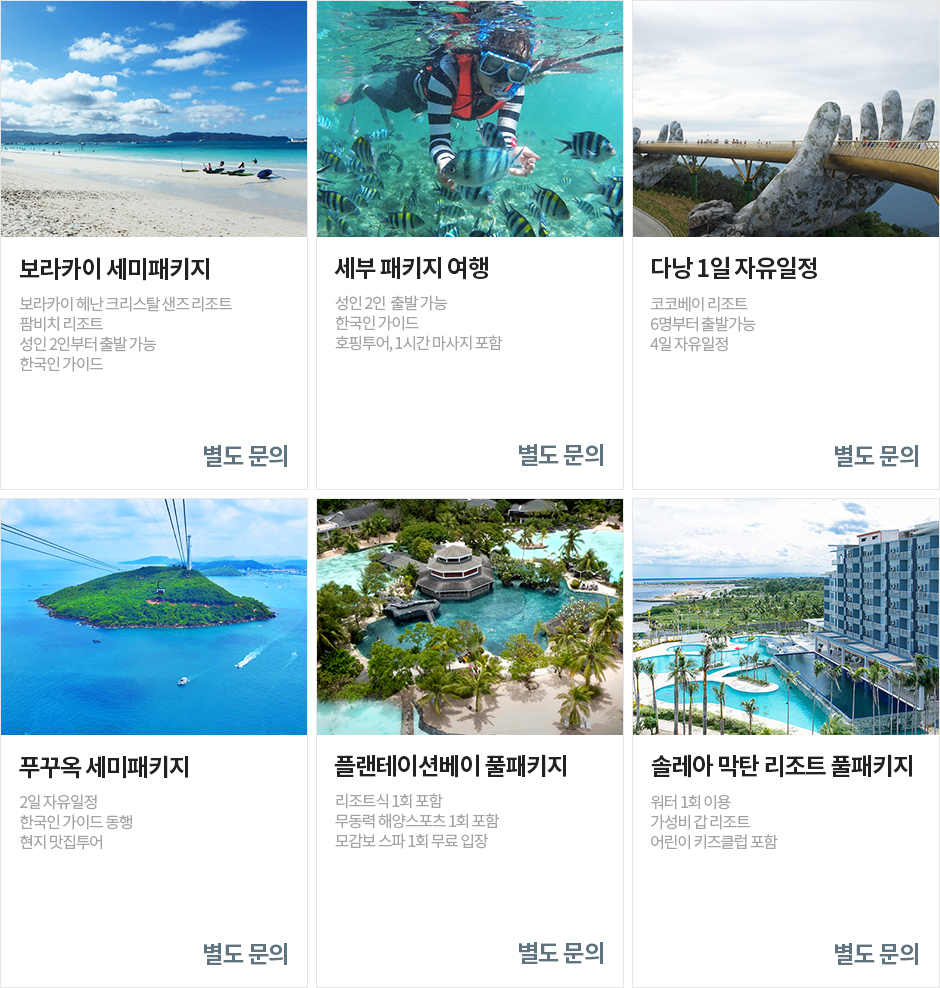 보라카이 세미패키지
보라카이 헤난 크리스탈 샌즈 리조트
팜비치 리조트
성인 2인부터 출발 가능
한국인 가이드
별도 문의
세부 패키지 여행
성인 2인 출발 가능
한국인 가이드
호핑투어, 1시간 마사지 포함
별도 문의
다낭 1일 자유일정
코코베이 리조트
6명부터 출발가능
4일 자유일정
별도 문의
푸꾸옥 세미패키지
2일 자유일정
한국인 가이드 동행
현지 맛집투어
별도 문의
플랜테이션베이 풀패키지
리조트식 1회 포함
무동력 해양스포츠 1회 포함
모감보 스파 1회 무료 입장
별도 문의
솔레아 막탄 리조트 풀패키지
워터 1회 이용
가성비 갑 리조트
어린이 키즈클럽 포함
별도 문의